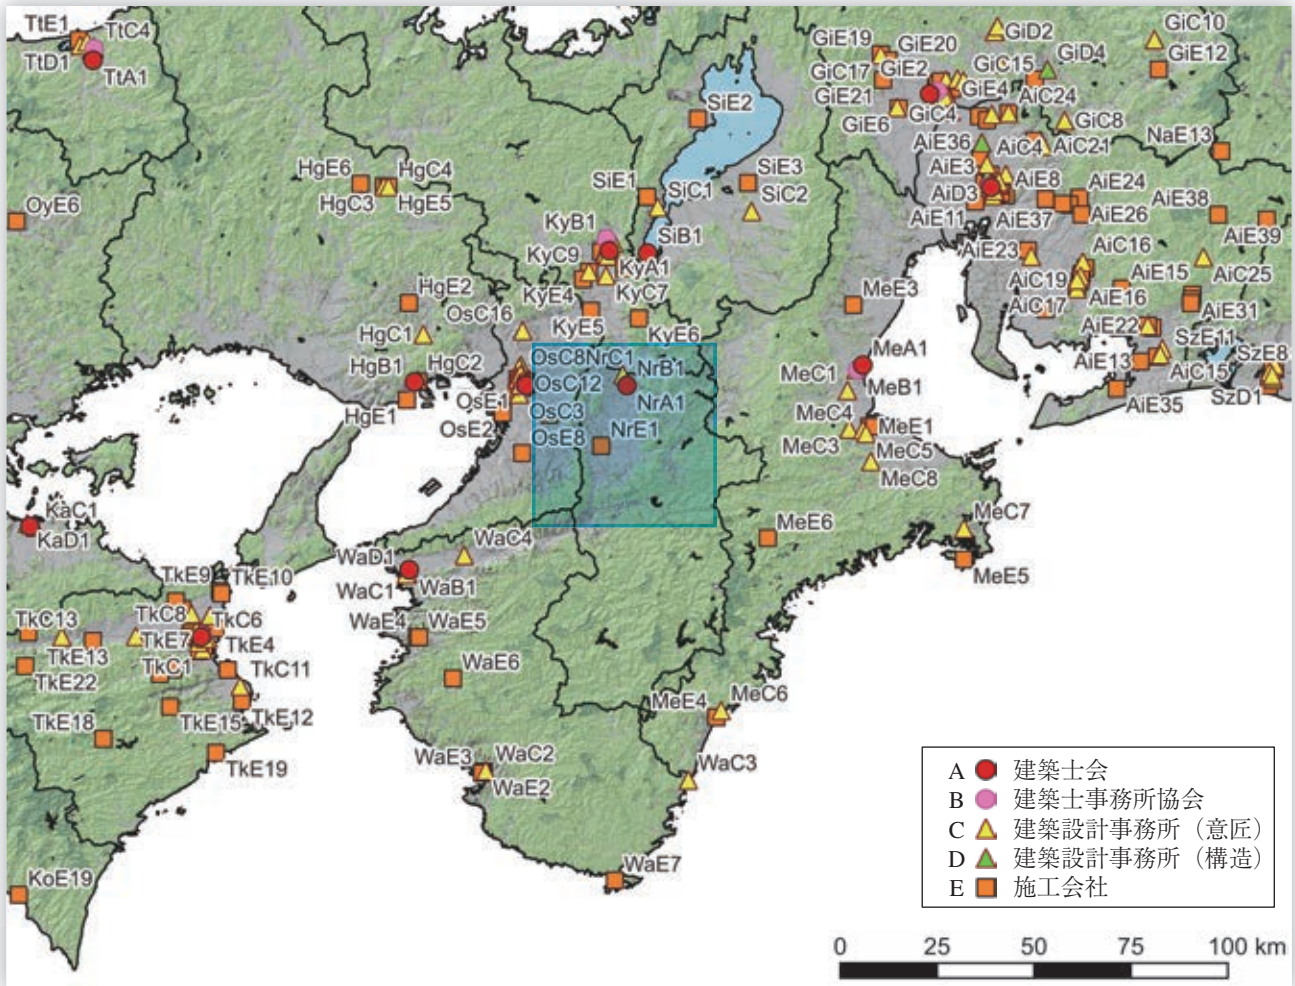 TtE1
TtC4
TtD1
TtA1
GiD2
GiC10
GiE19
GiE20
GiD4
GiE12
GiC17
GiE2
GiC15
GiE21
GiE4
AiC24
GiE6
GiC4
GiC8
NaE13
AiE36
AiC4
AiC21
AiE3
AiE8
AiD3
AiE24
AiE38
AiE11
AiE37
AiE26
AiE39
AiE23
AiC16
AiC19
AiE15
AiC25
AiC17
AiE16
AiE31
AiE22
SzE11
SzE8
AiE13
AiC15
SzD1
AiE35
SiE2
SiE3
SiE1
SiC1
SiC2
SiB1
HgE6
HgC4
HgC3
HgE5
OyE6
KyB1
KyC9
KyA1
KyE4
KyC7
KyE5
KyE6
HgE2
OsC16
HgC1
HgB1
HgC2
HgE1
OsC8
NrC1
NrB1
OsC12
NrA1
OsE1
OsC3
OsE2
OsE8
NrE1
MeE3
MeA1
MeC1
MeB1
MeC4
MeE1
MeC3
MeC5
MeC8
MeC7
MeE6
MeE5
KaC1
KaD1
WaC4
WaD1
WaC1
WaB1
WaE4
WaE5
WaE6
TkE9
TkE10
TkC13
TkC8
TkC6
TkE7
TkE4
TkE13
TkC1
TkC11
TkE22
TkE18
TkE15
TkE12
TkE19
MeE4
MeC6
WaE3
WaC2
WaE2
WaC3
WaE7
KoE19
A 建築士会
B 建築士事務所協会
C 建築設計事務所（意匠）
D 建築設計事務所（構造）
E 施工会社
0 25 50 75 100 km